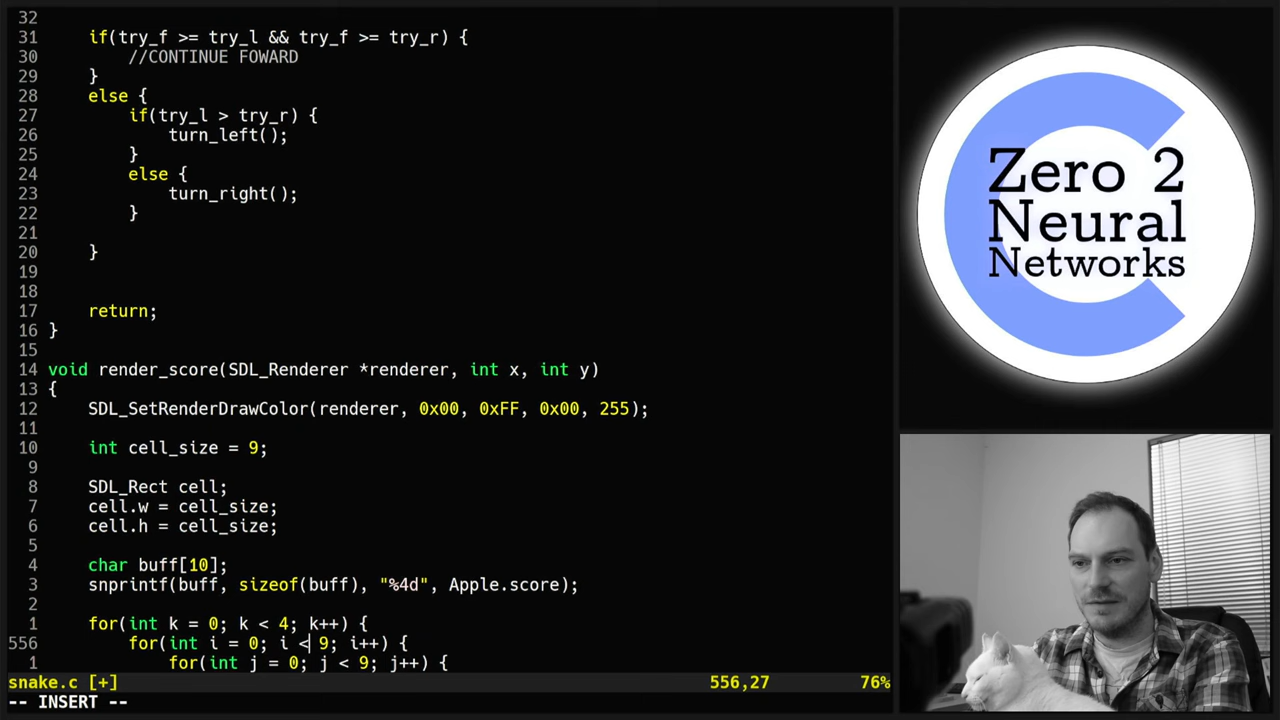 32
31     if(try_f >= try_l && try_f >= try_r) {
30         //CONTINUE FOWARD
29     }
28     else {
27         if(try_l > try_r) {
26             turn_left();
25         }
24         else {
23             turn_right();
22         }
21
20     }
19
18
17     return;
16 }
15
14 void render_score(SDL_Renderer *renderer, int x, int y)
13 {
12     SDL_SetRenderDrawColor(renderer, 0x00, 0xFF, 0x00, 255);
11
10     int cell_size = 9;
9
8     SDL_Rect cell;
7     cell.w = cell_size;
6     cell.h = cell_size;
5
4     char buff[10];
3     snprintf(buff, sizeof(buff), "%4d", Apple.score);
2
1     for(int k = 0; k < 4; k++) {
556         for(int i = 0; i < 9; i++) {
1             for(int j = 0; j < 9; j++) {
snake.c [+] 556,27 76%
-- INSERT --
Zero 2
Neural
Networks